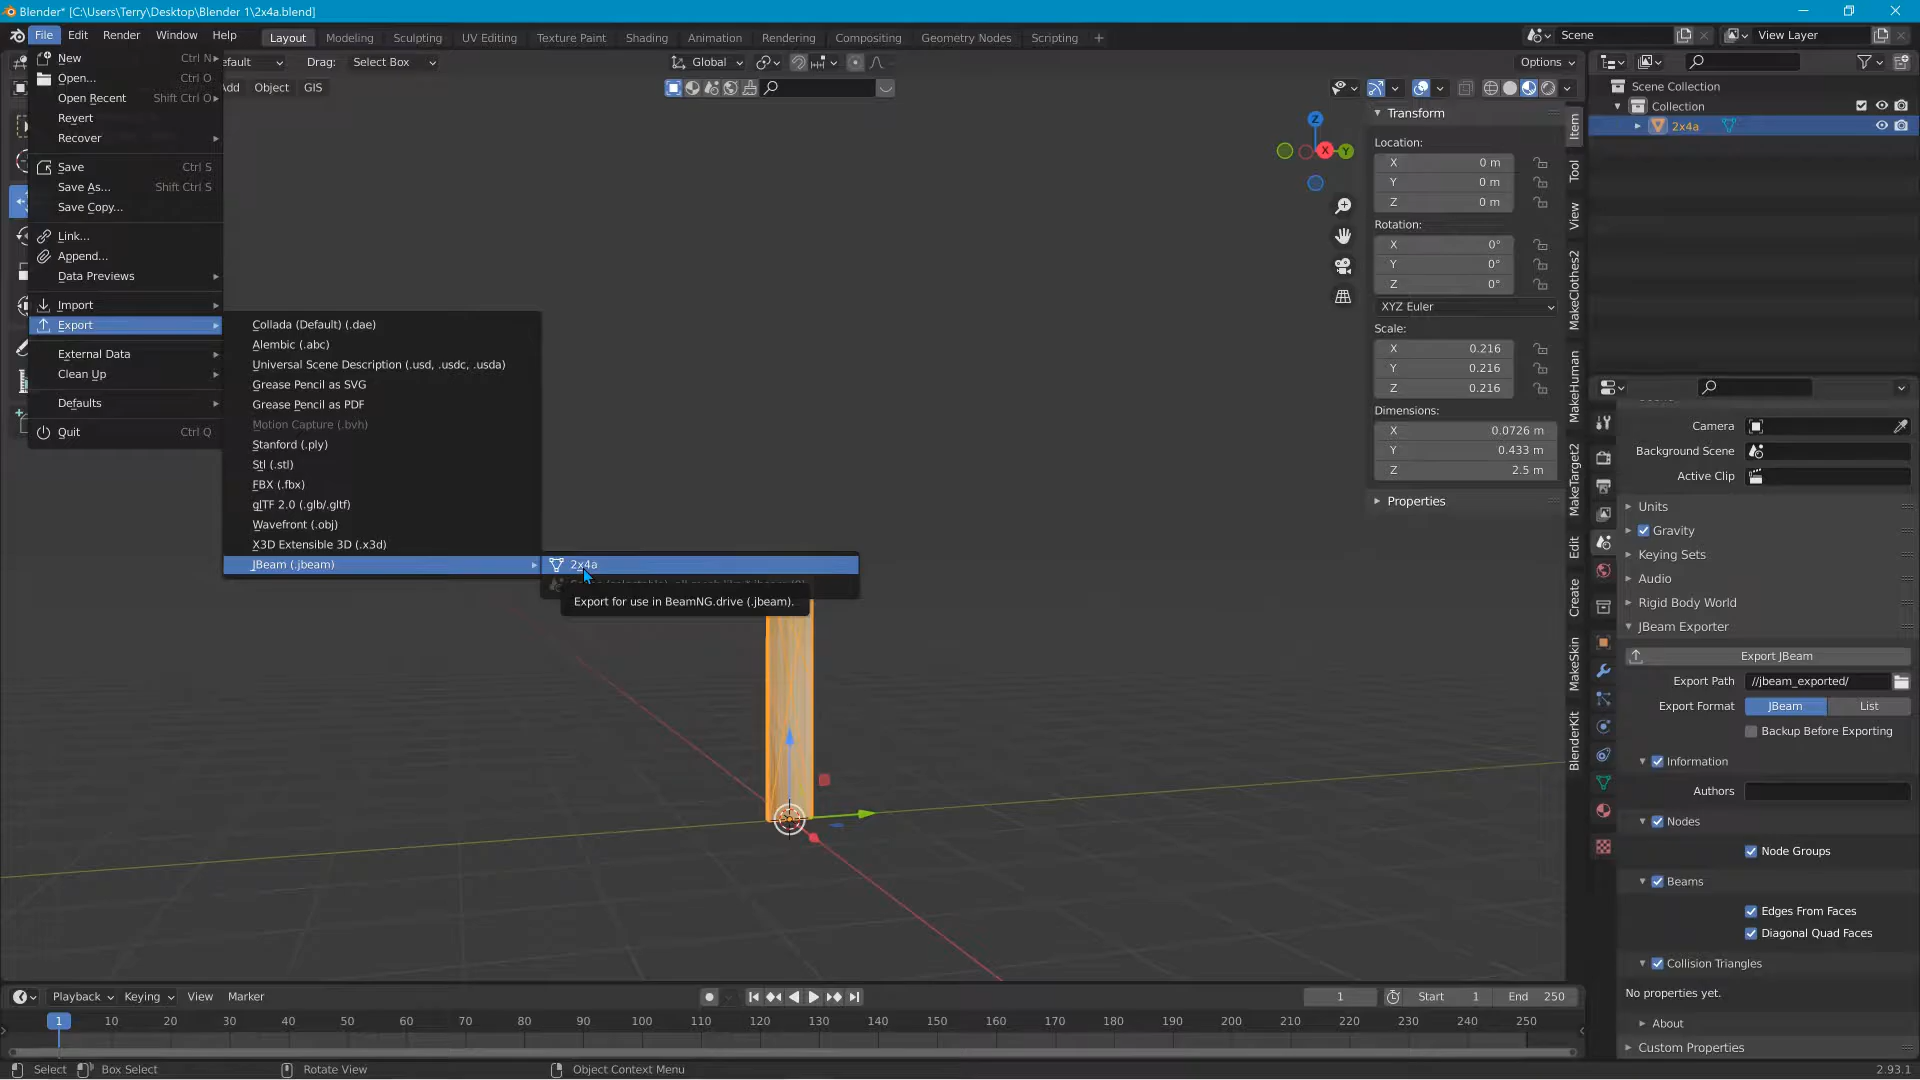 Blender* [C:\Users\Terry\Desktop\Blender 1\2x4a.blend]
File Edit Render Window Help
Layout Modeling Sculpting UV Editing Texture Paint Shading Animation Rendering Compositing Geometry Nodes Scripting +
Scene
View Layer
efault
Drag:
Select Box
Global
Options
dd
Object
GIS
New Ctrl N
Open... Ctrl O
Open Recent Shift Ctrl O
Revert
Recover
Save Ctrl S
Save As... Shift Ctrl S
Save Copy...
Link...
Append...
Data Previews
Import
Export
External Data
Clean Up
Defaults
Quit Ctrl Q
Collada (Default) (.dae)
Alembic (.abc)
Universal Scene Description (.usd, .usdc, .usda)
Grease Pencil as SVG
Grease Pencil as PDF
Motion Capture (.bvh)
Stanford (.ply)
Stl (.stl)
FBX (.fbx)
glTF 2.0 (.glb/.gltf)
Wavefront (.obj)
X3D Extensible 3D (.x3d)
JBeam (.jbeam)
2x4a
Export for use in BeamNG.drive (.jbeam).
Z
X
Y
Transform
Location:
X 0 m
Y 0 m
Z 0 m
Rotation:
X 0°
Y 0°
Z 0°
XYZ Euler
Scale:
X 0.216
Y 0.216
Z 0.216
Dimensions:
X 0.0726 m
Y 0.433 m
Z 2.5 m
Properties
Item
Tool
View
MakeClothes2
MakeHuman
MakeTarget2
Edit
Create
MakeSkin
BlenderKit
Scene Collection
Collection
2x4a
Camera
Background Scene
Active Clip
Units
Gravity
Keying Sets
Audio
Rigid Body World
JBeam Exporter
Export JBeam
Export Path //jbeam_exported/
Export Format JBeam List
Backup Before Exporting
Information
Authors
Nodes
Node Groups
Beams
Edges From Faces
Diagonal Quad Faces
Collision Triangles
No properties yet.
About
Custom Properties
Playback Keying View Marker
1
Start 1
End 250
1 10 20 30 40 50 60 70 80 90 100 110 120 130 140 150 160 170 180 190 200 210 220 230 240 250
Select
Box Select
Rotate View
Object Context Menu
2.93.1